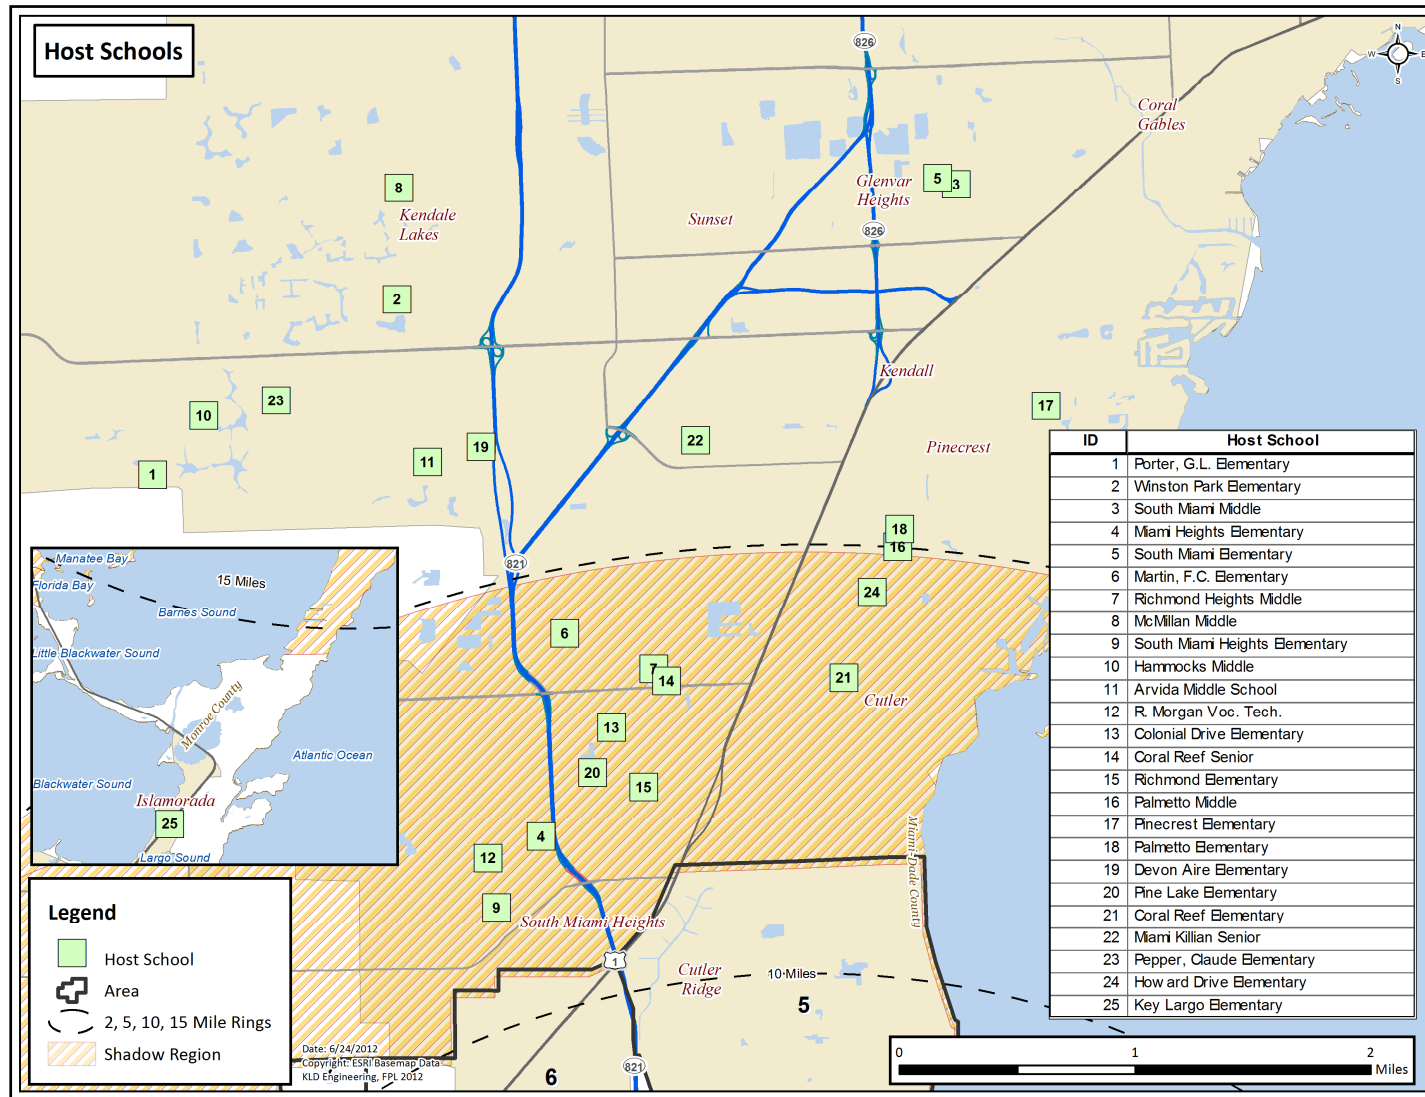 Host Schools
N
W E
S
826
Coral
Gables
8
5
3
Glenvar
Heights
Kendale
Lakes
Sunset
826
2
Kendall
23
10
17
22
19
Pinecrest
11
1
18
16
821
24
6
7
14
21
Cutler
13
20
15
4
12
9
South Miami Heights
Miami-Dade County
1
Cutler
Ridge
10 Miles
5
6
821
Manatee Bay
Florida Bay
15 Miles
Barnes Sound
Little Blackwater Sound
Monroe County
Atlantic Ocean
Blackwater Sound
Islamorada
25
Largo Sound
ID Host School
1 Porter, G.L. Elementary
2 Winston Park Elementary
3 South Miami Middle
4 Miami Heights Elementary
5 South Miami Elementary
6 Martin, F.C. Elementary
7 Richmond Heights Middle
8 McMillan Middle
9 South Miami Heights Elementary
10 Hammocks Middle
11 Arvida Middle School
12 R. Morgan Voc. Tech.
13 Colonial Drive Elementary
14 Coral Reef Senior
15 Richmond Elementary
16 Palmetto Middle
17 Pinecrest Elementary
18 Palmetto Elementary
19 Devon Aire Elementary
20 Pine Lake Elementary
21 Coral Reef Elementary
22 Miami Killian Senior
23 Pepper, Claude Elementary
24 Howard Drive Elementary
25 Key Largo Elementary
Legend
Host School
Area
2, 5, 10, 15 Mile Rings
Shadow Region
Date: 6/24/2012
Copyright: ESRI Basemap Data
KLD Engineering, FPL 2012
0 1 2
Miles